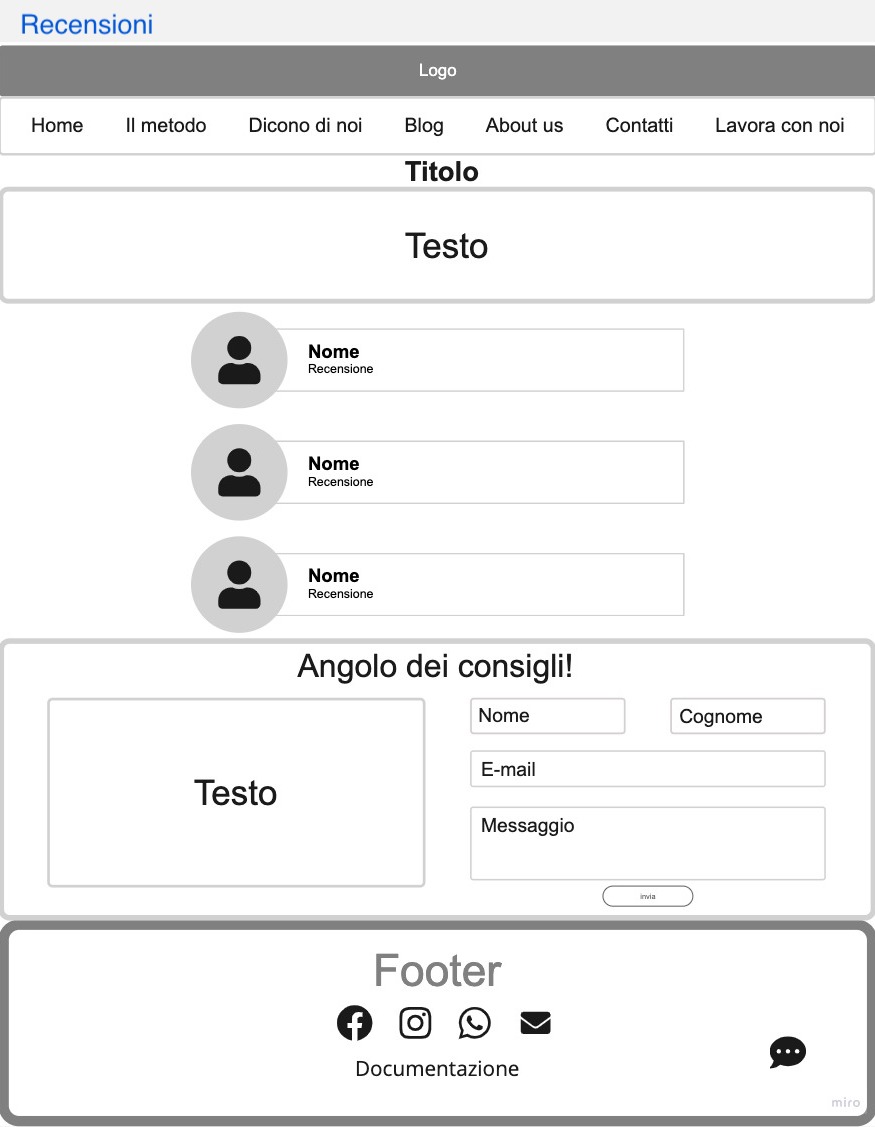 Recensioni
Logo
Home Il metodo Dicono di noi Blog About us Contatti Lavora con noi
Titolo
Testo
Nome
Recensione
Nome
Recensione
Nome
Recensione
Angolo dei consigli!
Testo
Nome Cognome
E-mail
Messaggio
invia
Footer
Documentazione
miro